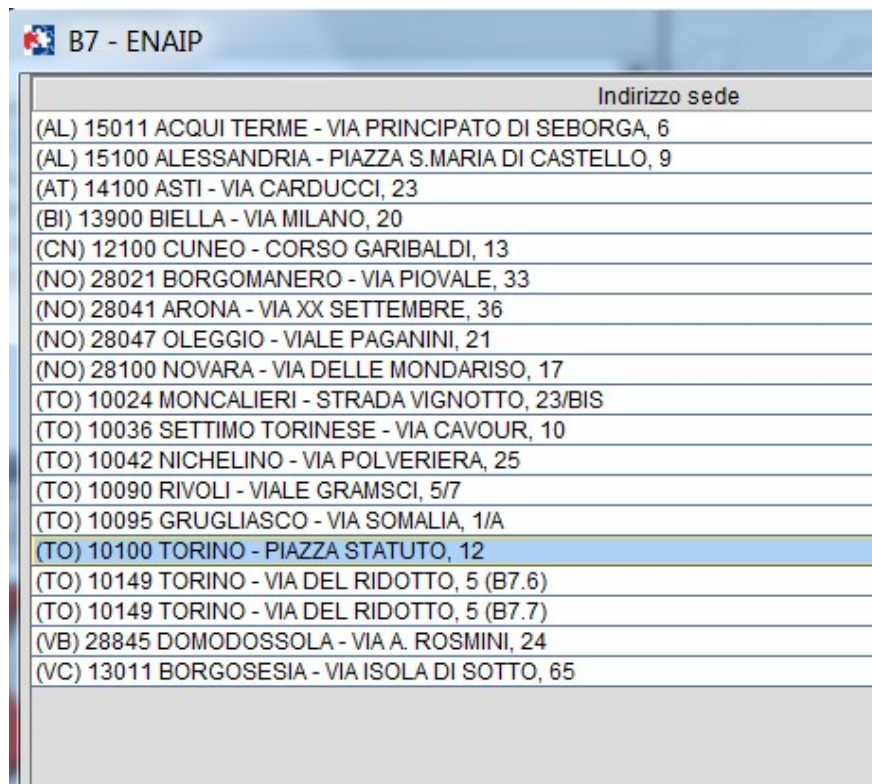 B7 - ENAIP
Indirizzo sede
(AL) 15011 ACQUI TERME - VIA PRINCIPATO DI SEBORGA, 6
(AL) 15100 ALESSANDRIA - PIAZZA S.MARIA DI CASTELLO, 9
(AT) 14100 ASTI - VIA CARDUCCI, 23
(BI) 13900 BIELLA - VIA MILANO, 20
(CN) 12100 CUNEO - CORSO GARIBALDI, 13
(NO) 28021 BORGOMANERO - VIA PIOVALE, 33
(NO) 28041 ARONA - VIA XX SETTEMBRE, 36
(NO) 28047 OLEGGIO - VIALE PAGANINI, 21
(NO) 28100 NOVARA - VIA DELLE MONDARISO, 17
(TO) 10024 MONCALIERI - STRADA VIGNOTTO, 23/BIS
(TO) 10036 SETTIMO TORINESE - VIA CAVOUR, 10
(TO) 10042 NICHELINO - VIA POLVERIERA, 25
(TO) 10090 RIVOLI - VIALE GRAMSCI, 5/7
(TO) 10095 GRUGLIASCO - VIA SOMALIA, 1/A
(TO) 10100 TORINO - PIAZZA STATUTO, 12
(TO) 10149 TORINO - VIA DEL RIDOTTO, 5 (B7.6)
(TO) 10149 TORINO - VIA DEL RIDOTTO, 5 (B7.7)
(VB) 28845 DOMODOSSOLA - VIA A. ROSMINI, 24
(VC) 13011 BORGOSESIA - VIA ISOLA DI SOTTO, 65